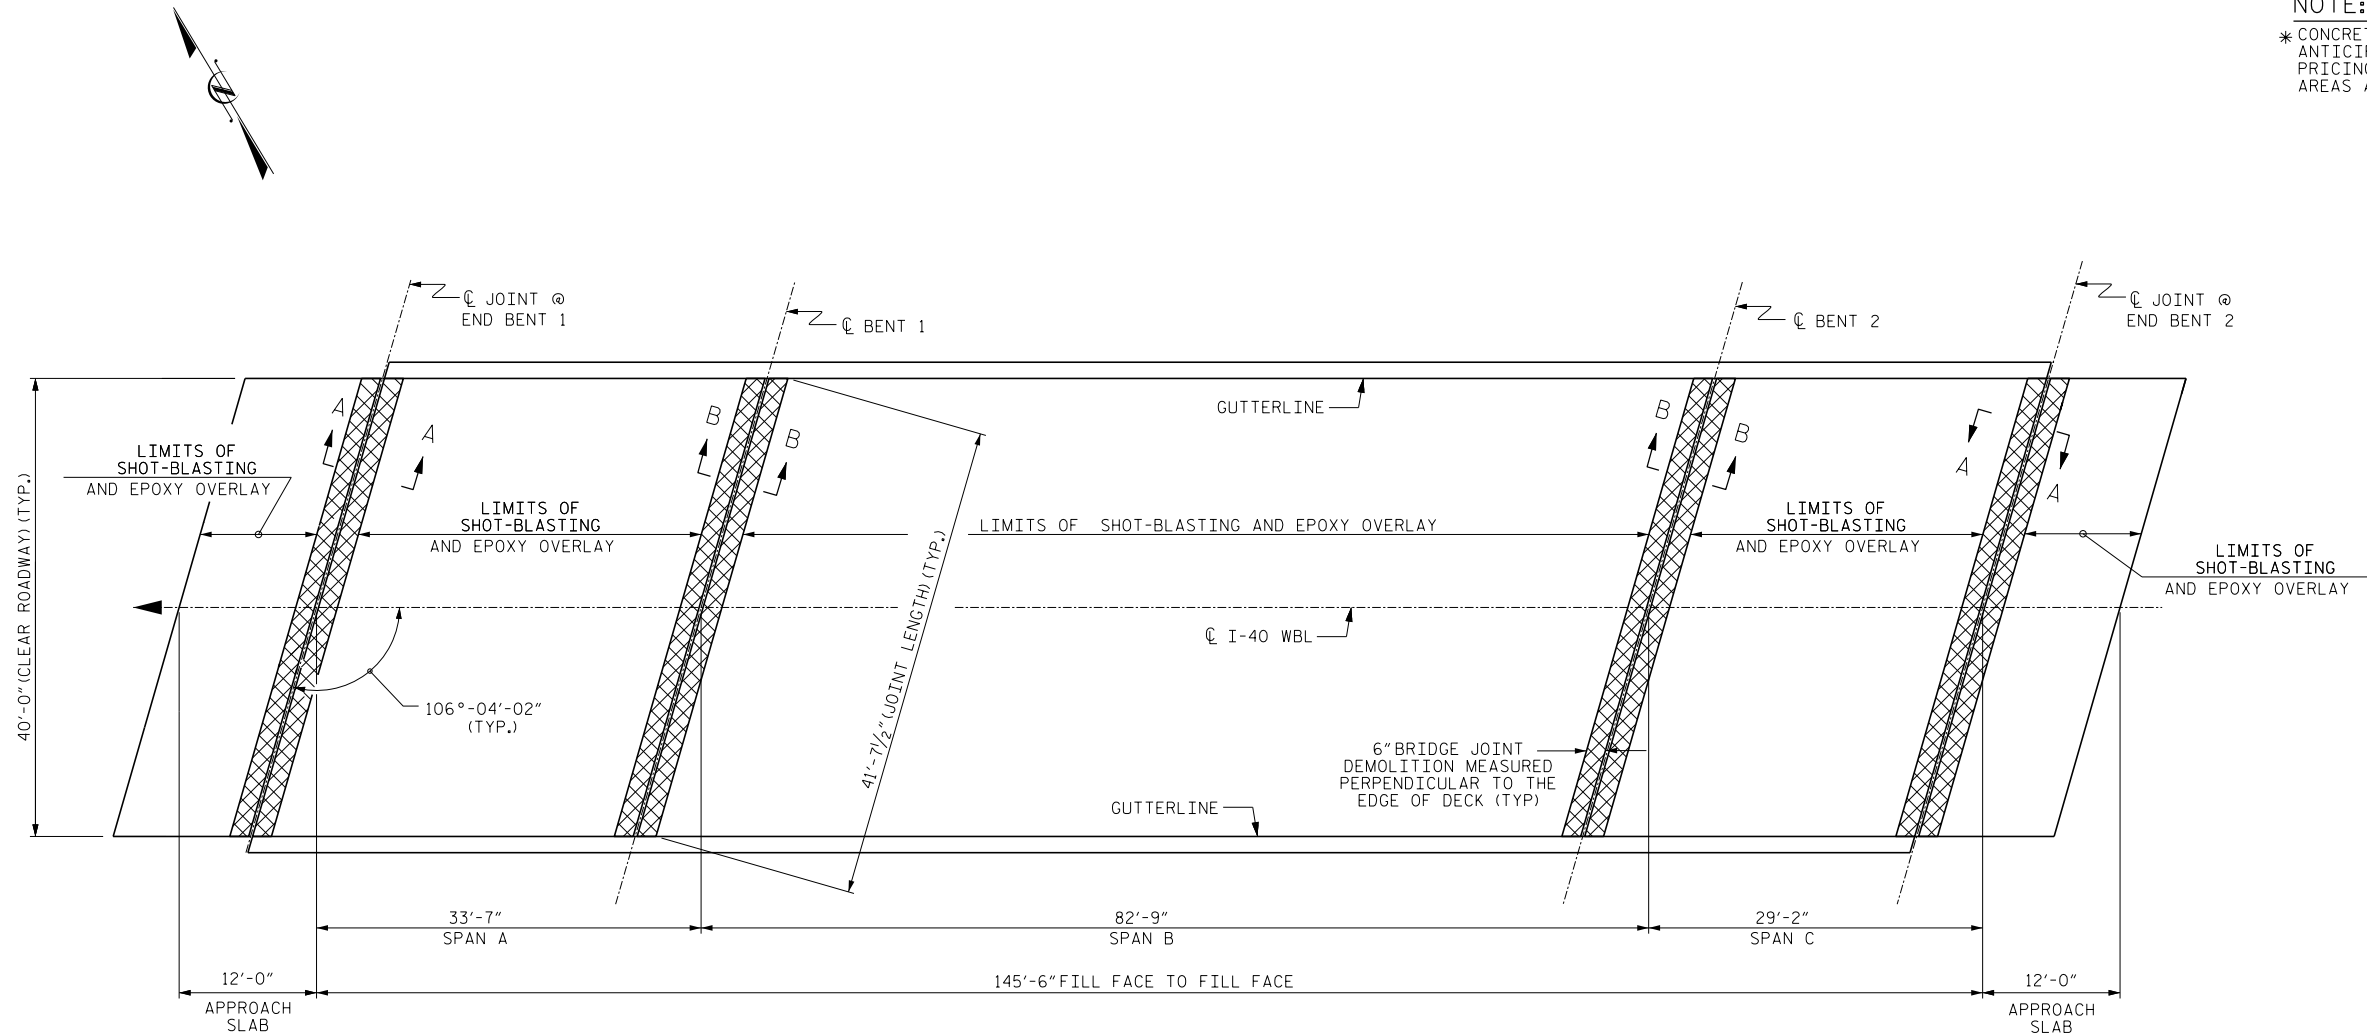 NOTE:
* CONCRET
ANTICI
PRICING
AREAS A
N
℄ JOINT @
END BENT 1
℄ BENT 1
℄ BENT 2
℄ JOINT @
END BENT 2
GUTTERLINE
A
A
B
B
B
B
A
A
LIMITS OF
SHOT-BLASTING
AND EPOXY OVERLAY
LIMITS OF
SHOT-BLASTING
AND EPOXY OVERLAY
LIMITS OF SHOT-BLASTING AND EPOXY OVERLAY
LIMITS OF
SHOT-BLASTING
AND EPOXY OVERLAY
LIMITS OF
SHOT-BLASTING
AND EPOXY OVERLAY
40'-0" (CLEAR ROADWAY) (TYP.)
41'-7½" (JOINT LENGTH) (TYP.)
℄ I-40 WBL
106°-04'-02"
(TYP.)
6" BRIDGE JOINT
DEMOLITION MEASURED
PERPENDICULAR TO THE
EDGE OF DECK (TYP)
GUTTERLINE
33'-7"
SPAN A
82'-9"
SPAN B
29'-2"
SPAN C
12'-0"
APPROACH
SLAB
145'-6" FILL FACE TO FILL FACE
12'-0"
APPROACH
SLAB